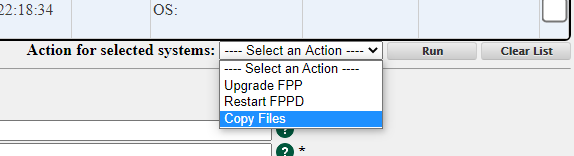 22:18:34 OS:
Action for selected systems: ---- Select an Action ---- Run Clear List
---- Select an Action ----
Upgrade FPP
Restart FPPD
Copy Files
?
? *